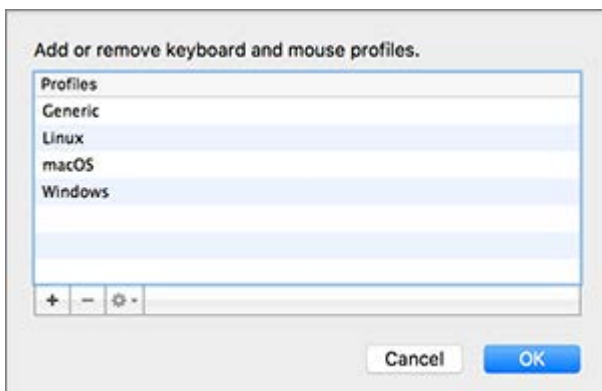 Add or remove keyboard and mouse profiles.
Profiles
Generic
Linux
macOS
Windows
+ −
Cancel OK